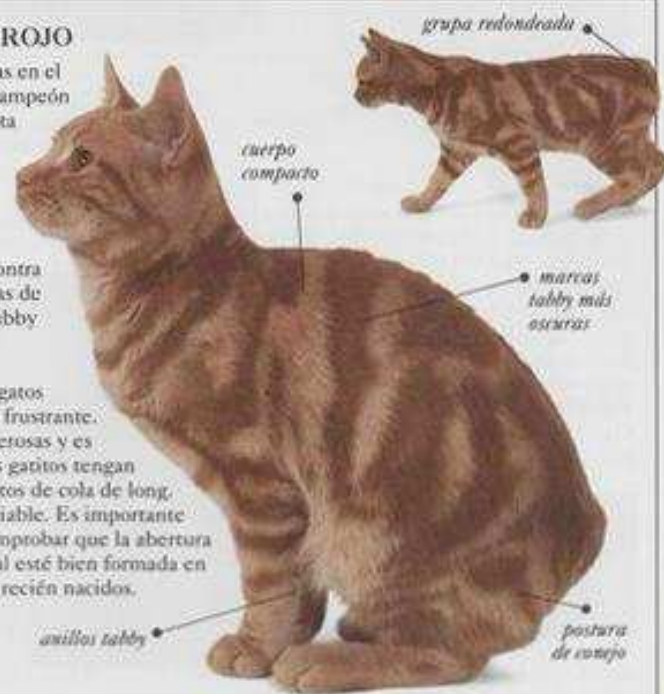 ROJO
as en el
ampeón
ta
ontra
as de
bby
gatos
frustrante.
erosas y es
s gatitos tengan
tos de cola de long.
iable. Es importante
mprobar que la abertura
al esté bien formada en
recién nacidos.
grupa redondeada
cuerpo
compacto
marcas
tabby más
oscuras
anillos tabby
postura
de conejo